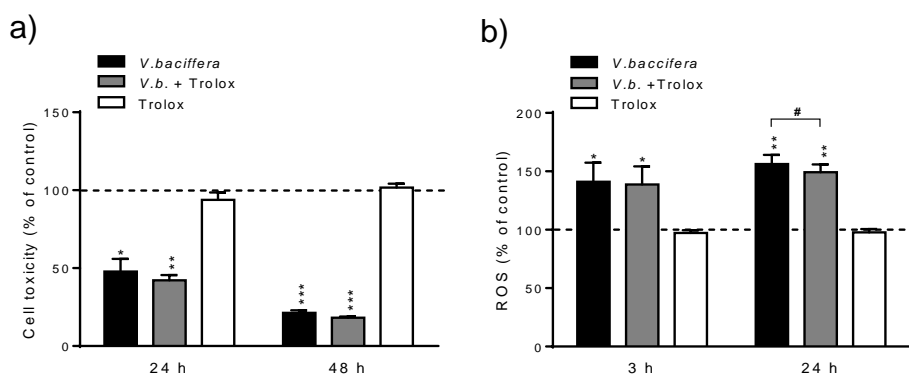 a)
V.baciffera
V.b. + Trolox
Trolox
Cell toxicity (% of control)
150
100
50
0
*
**
***
***
24 h
48 h
b)
V.baccifera
V.b. +Trolox
Trolox
ROS (% of control)
200
150
100
50
0
*
*
#
**
**
3 h
24 h